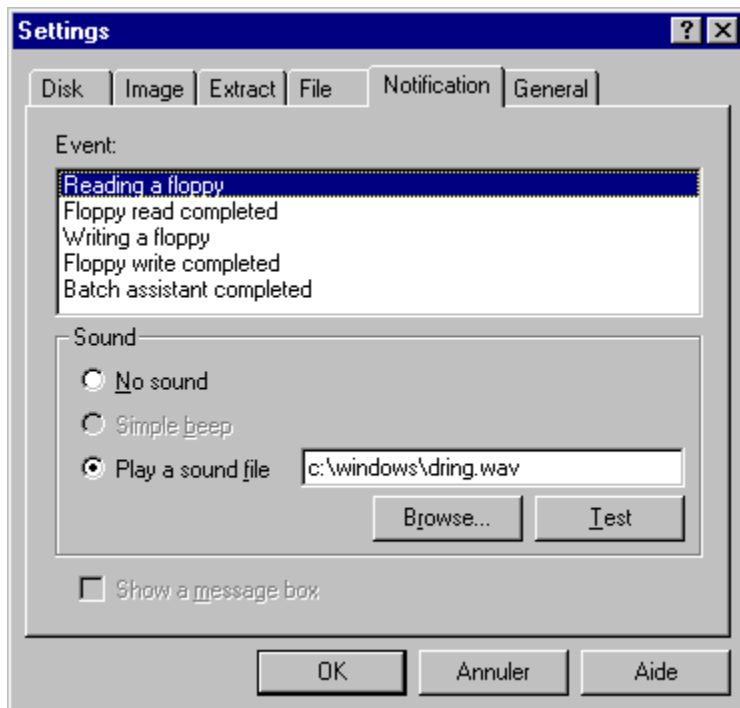 Settings
Disk Image Extract File Notification General
Event:
Reading a floppy
Floppy read completed
Writing a floppy
Floppy write completed
Batch assistant completed
Sound
No sound
Simple beep
Play a sound file c:\windows\dring.wav
Browse... Test
Show a message box
OK Annuler Aide